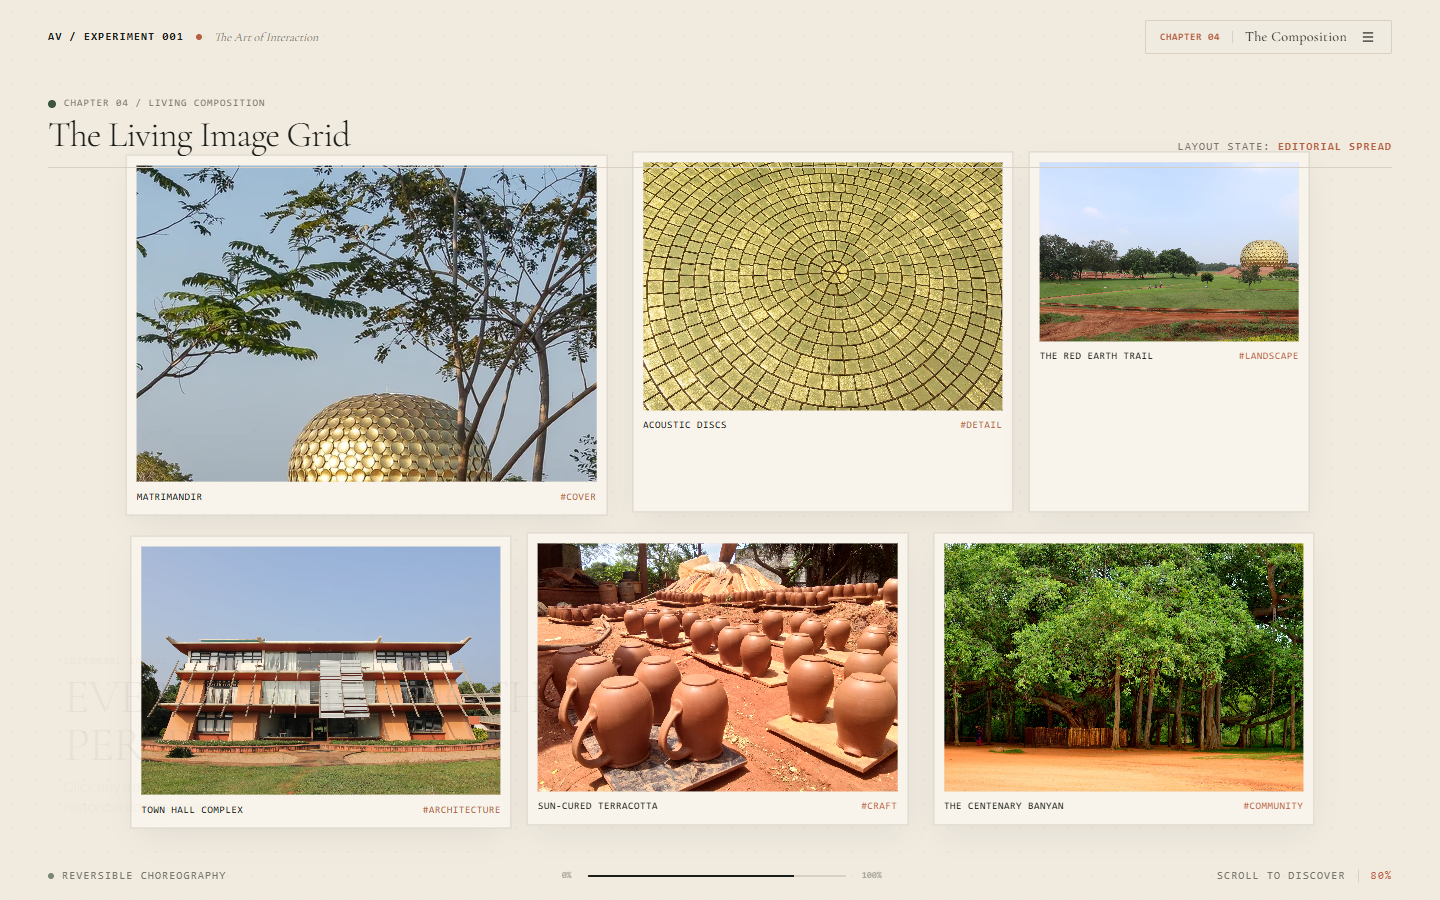 AV / EXPERIMENT 001 The Art of Interaction
CHAPTER 04 The Composition
CHAPTER 04 / LIVING COMPOSITION
The Living Image Grid
LAYOUT STATE: EDITORIAL SPREAD
THE RED EARTH TRAIL #LANDSCAPE
ACOUSTIC DISCS #DETAIL
MATRIMANDIR #COVER
TOWN HALL COMPLEX #ARCHITECTURE
SUN-CURED TERRACOTTA #CRAFT
THE CENTENARY BANYAN #COMMUNITY
REVERSIBLE CHOREOGRAPHY
0% 100%
SCROLL TO DISCOVER 80%